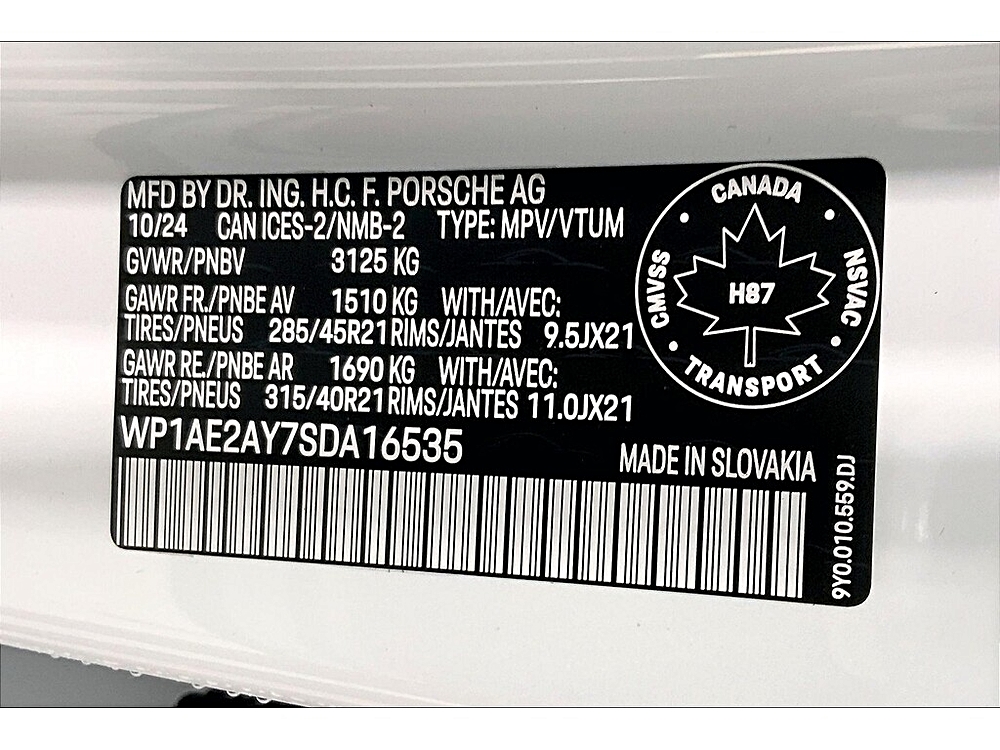 MFD BY DR. ING. H.C. F. PORSCHE AG
10/24 CAN ICES-2/NMB-2 TYPE: MPV/VTUM
GVWR/PNBV 3125 KG
GAWR FR./PNBE AV 1510 KG WITH/AVEC:
TIRES/PNEUS 285/45R21 RIMS/JANTES 9.5JX21
GAWR RE./PNBE AR 1690 KG WITH/AVEC:
TIRES/PNEUS 315/40R21 RIMS/JANTES 11.0JX21
WP1AE2AY7SDA16535
MADE IN SLOVAKIA
CANADA
CMVSS
NSVAC
H87
TRANSPORT
9Y0.010.559.DJ